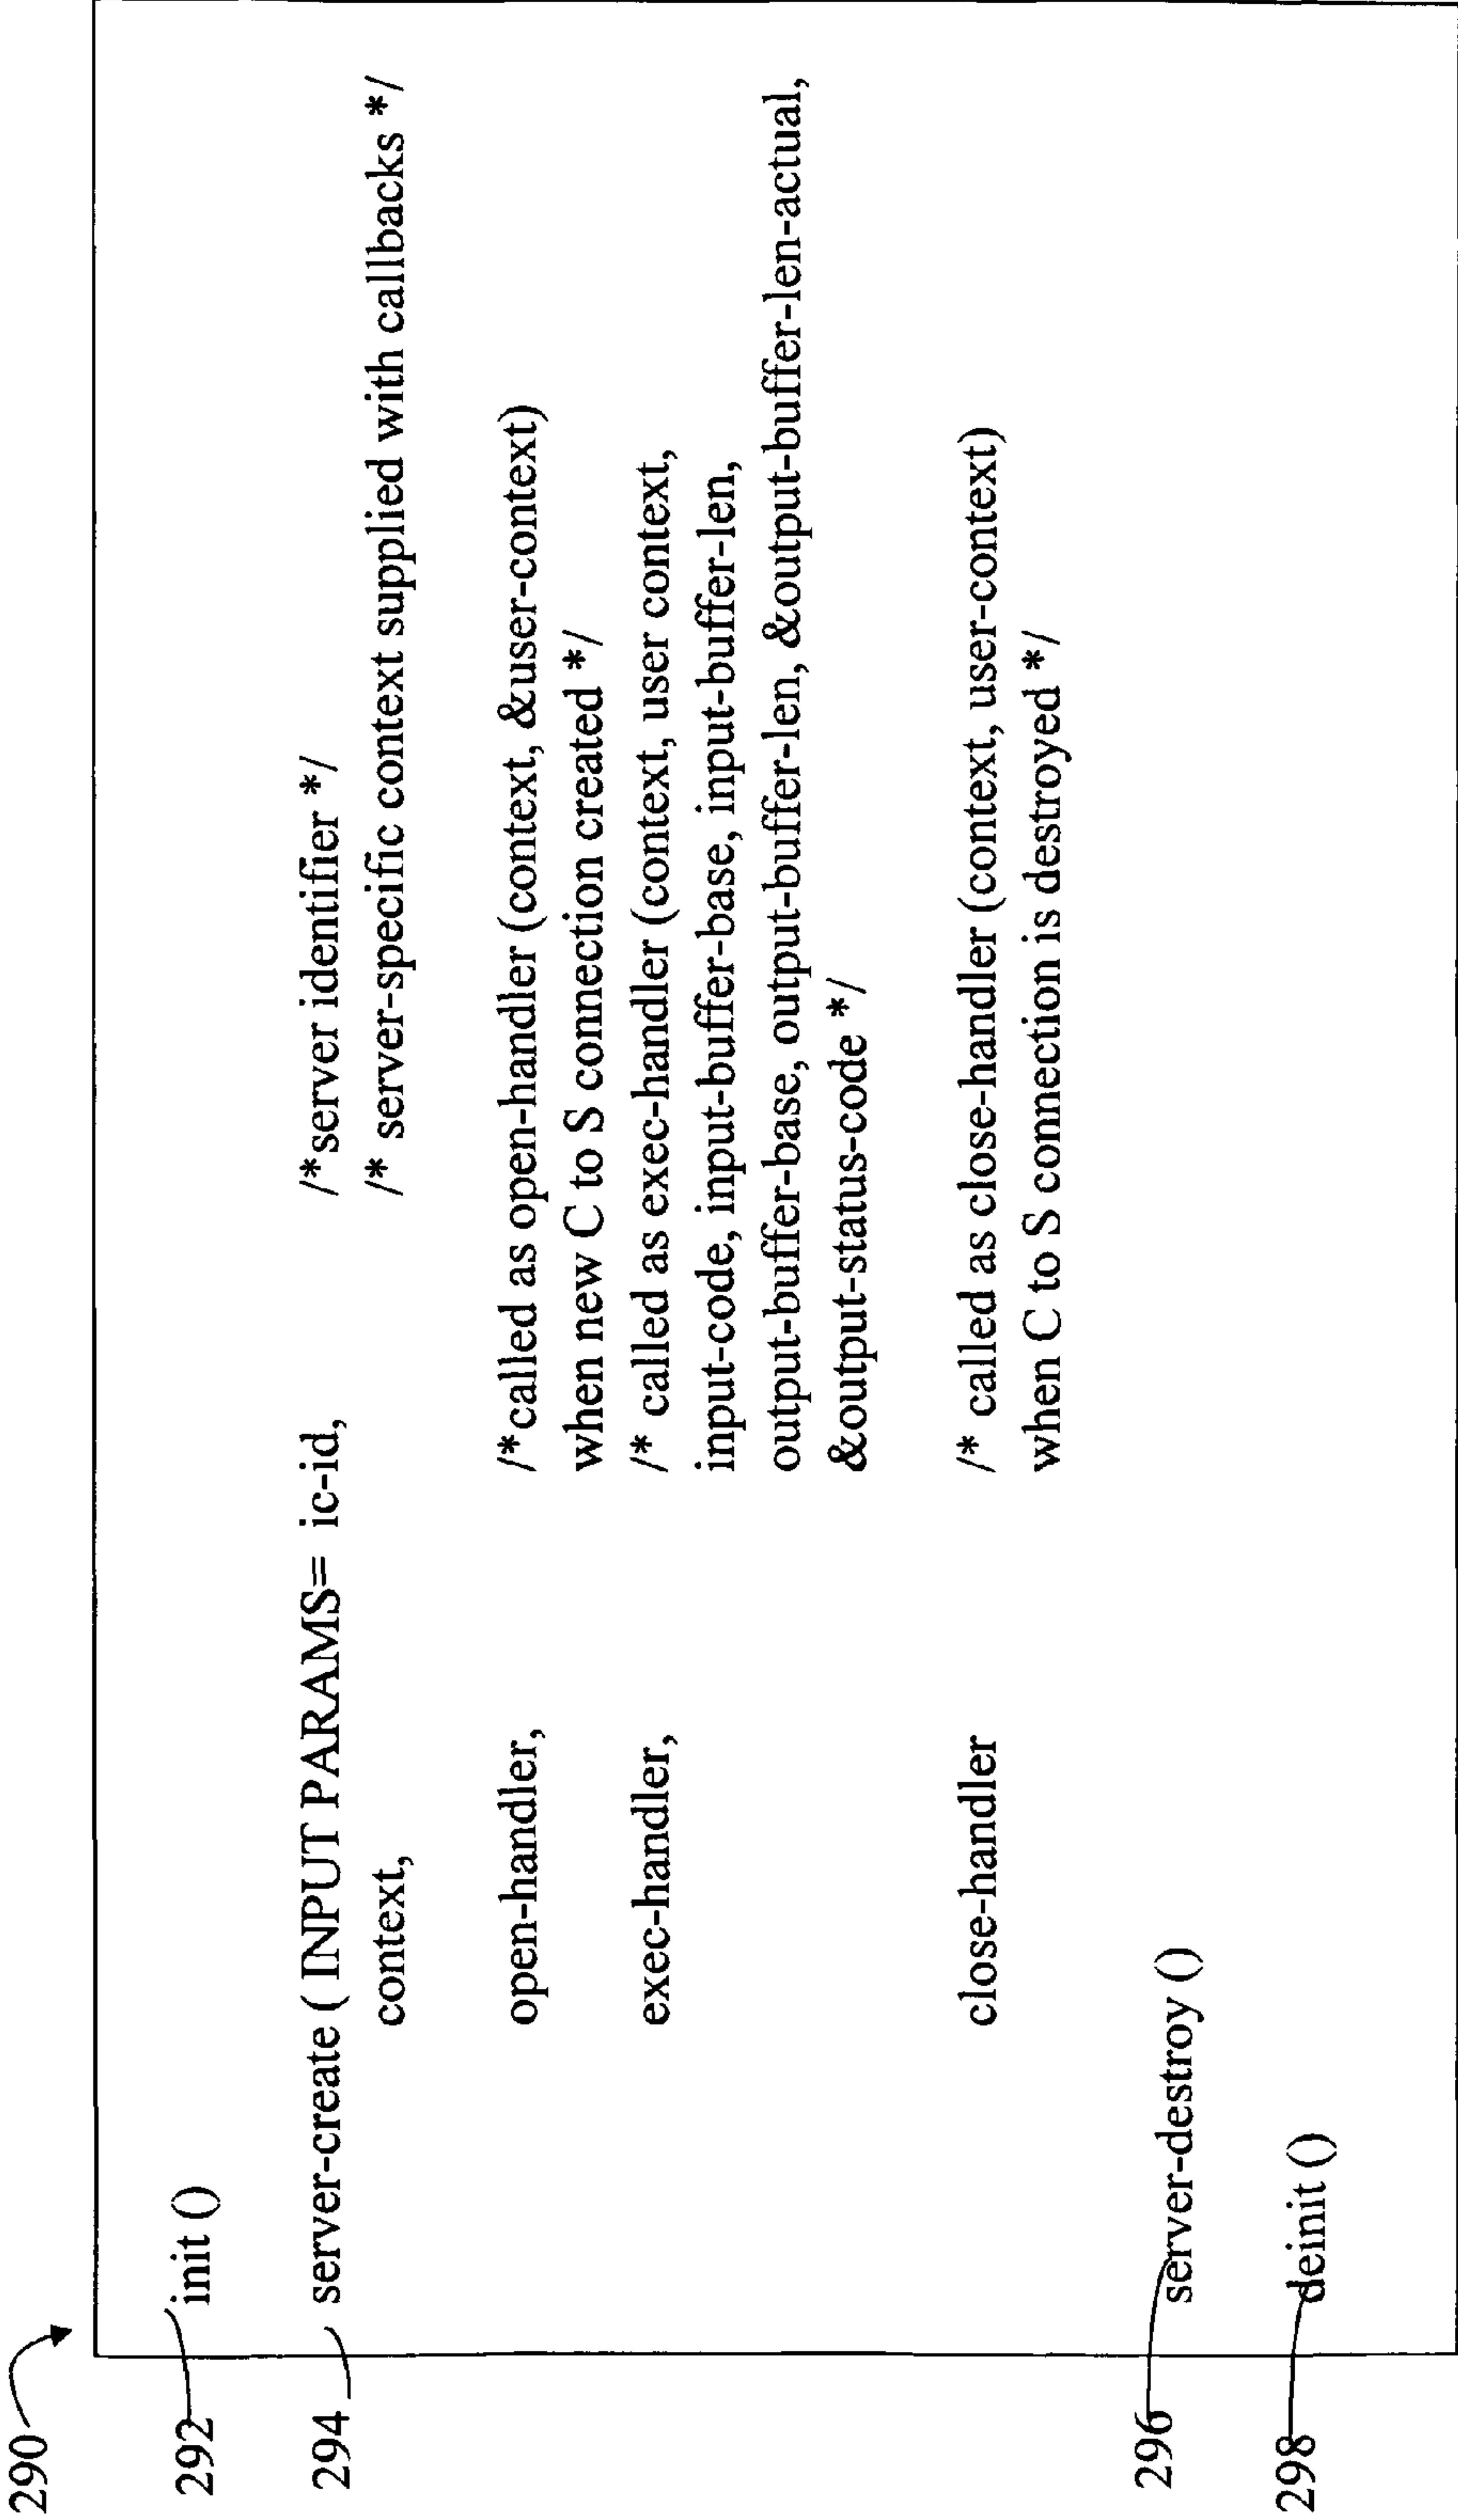 290
292 init ()
294 server-create ( INPUT PARAMS= ic-id, /*server identifier */
context, /* server-specific context supplied with callbacks */
open-handler, /*called as open-handler (context, &user-context)
when new C to S connection created */
exec-handler, /* called as exec-handler (context, user context,
input-code, input-buffer-base, input-buffer-len,
output-buffer-base, output-buffer-len, &output-buffer-len-actual,
&output-status-code */
close-handler /* called as close-handler (context, user-context)
when C to S connection is destroyed */
296 server-destroy ()
298 deinit ()